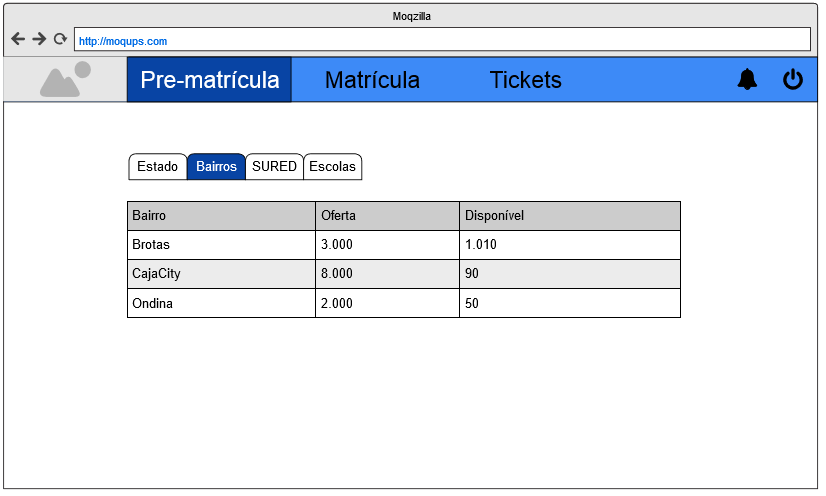 Moqzilla
http://moqups.com
Pre-matrícula Matrícula Tickets
Estado Bairros SURED Escolas
Bairro Oferta Disponível
Brotas 3.000 1.010
CajaCity 8.000 90
Ondina 2.000 50